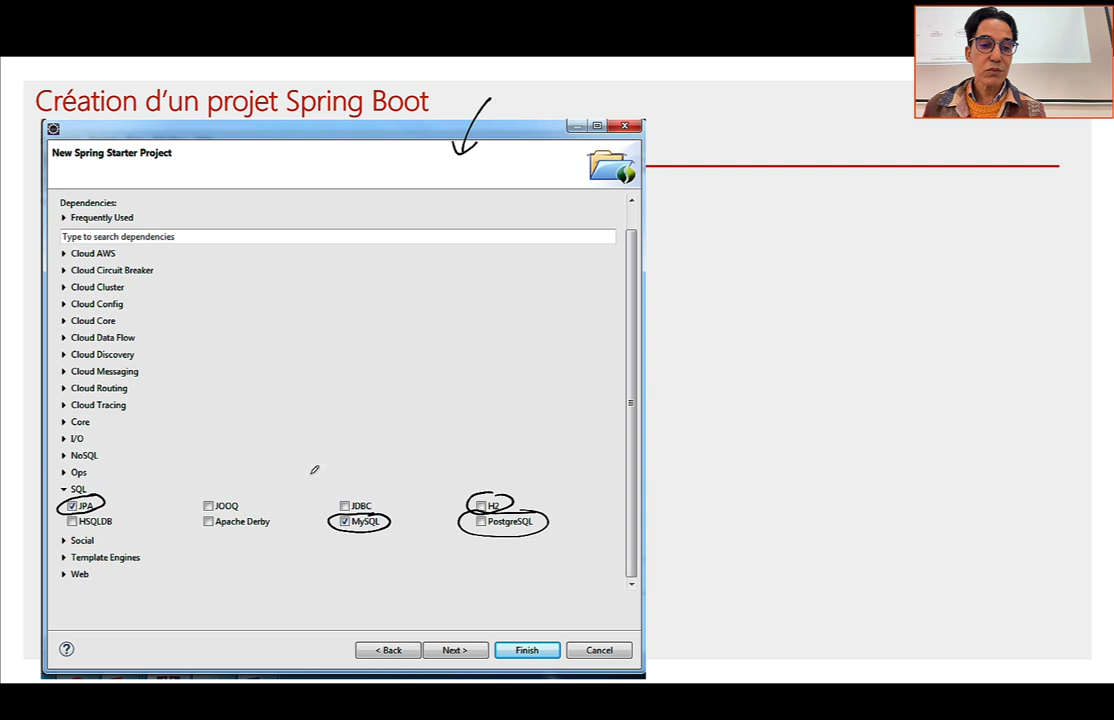 Création d’un projet Spring Boot
New Spring Starter Project
Dependencies:
Frequently Used
Type to search dependencies
Cloud AWS
Cloud Circuit Breaker
Cloud Cluster
Cloud Config
Cloud Core
Cloud Data Flow
Cloud Discovery
Cloud Messaging
Cloud Routing
Cloud Tracing
Core
I/O
NoSQL
Ops
SQL
JPA JOOQ JDBC H2
HSQLDB Apache Derby MySQL PostgreSQL
Social
Template Engines
Web
? < Back Next > Finish Cancel